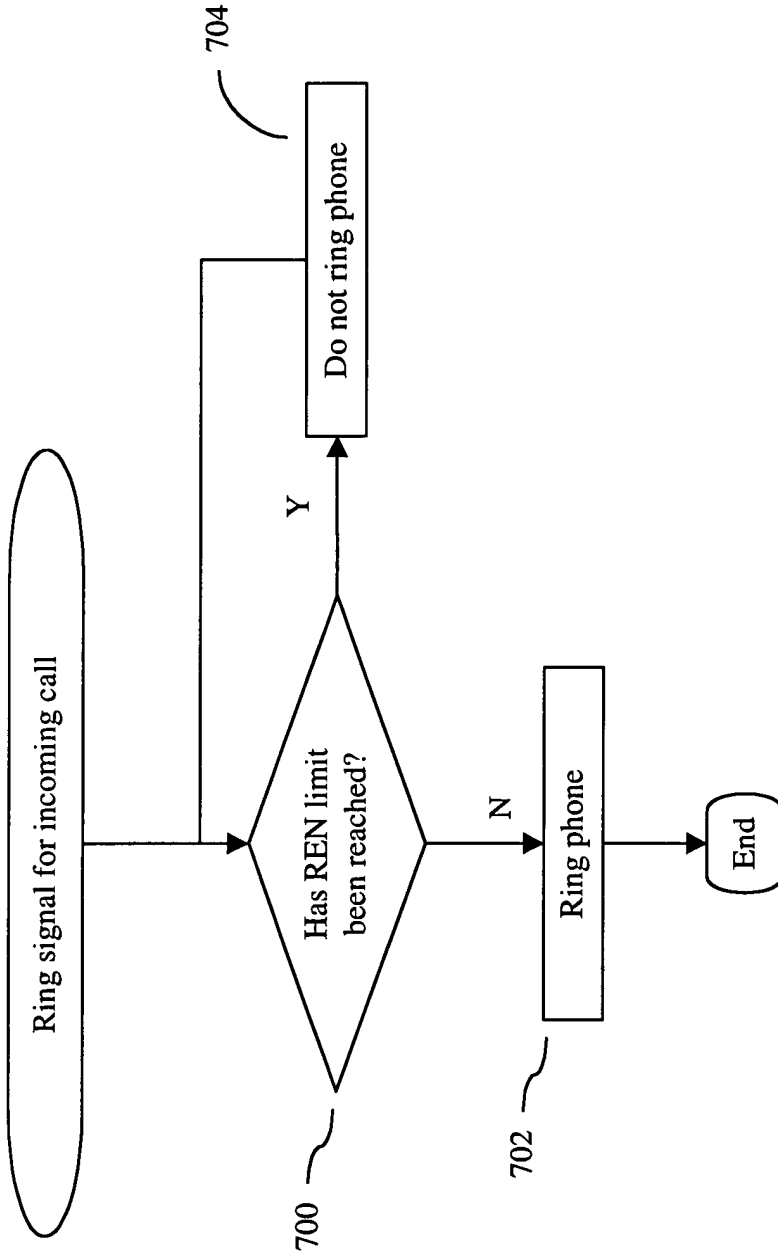 Ring signal for incoming call
700
Has REN limit
been reached?
Y
Do not ring phone
704
N
702
Ring phone
End